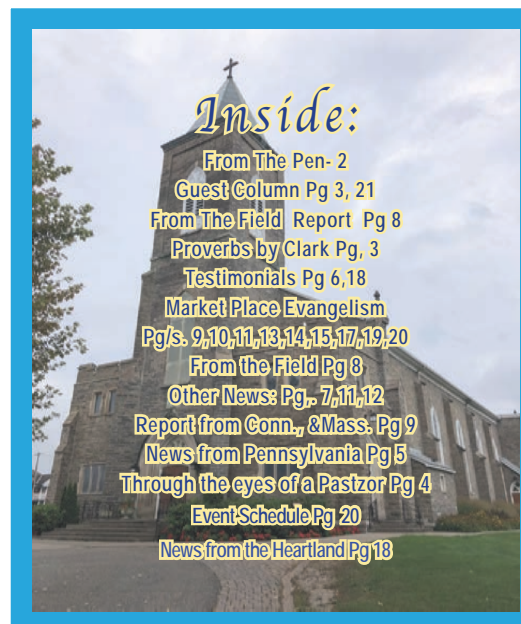 Inside:
From The Pen- 2
Guest Column Pg 3, 21
From The Field Report Pg 8
Proverbs by Clark Pg, 3
Testimonials Pg 6,18
Market Place Evangelism
Pg/s. 9,10,11,13,14,15,17,19,20
From the Field Pg 8
Other News: Pg,. 7,11,12
Report from Conn., &Mass. Pg 9
News from Pennsylvania Pg 5
Through the eyes of a Pastzor Pg 4
Event Schedule Pg 20
News from the Heartland Pg 18